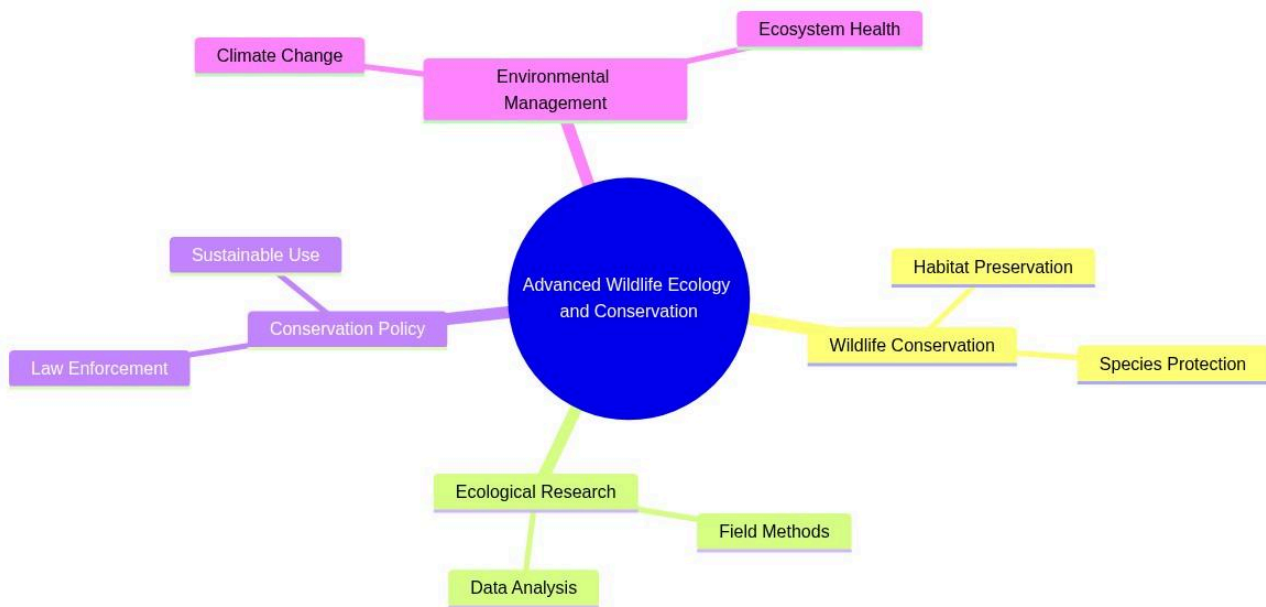 Ecosystem Health
Climate Change
Environmental
Management
Sustainable Use
Habitat Preservation
Advanced Wildlife Ecology
and Conservation
Conservation Policy
Wildlife Conservation
Law Enforcement
Species Protection
Ecological Research
Field Methods
Data Analysis